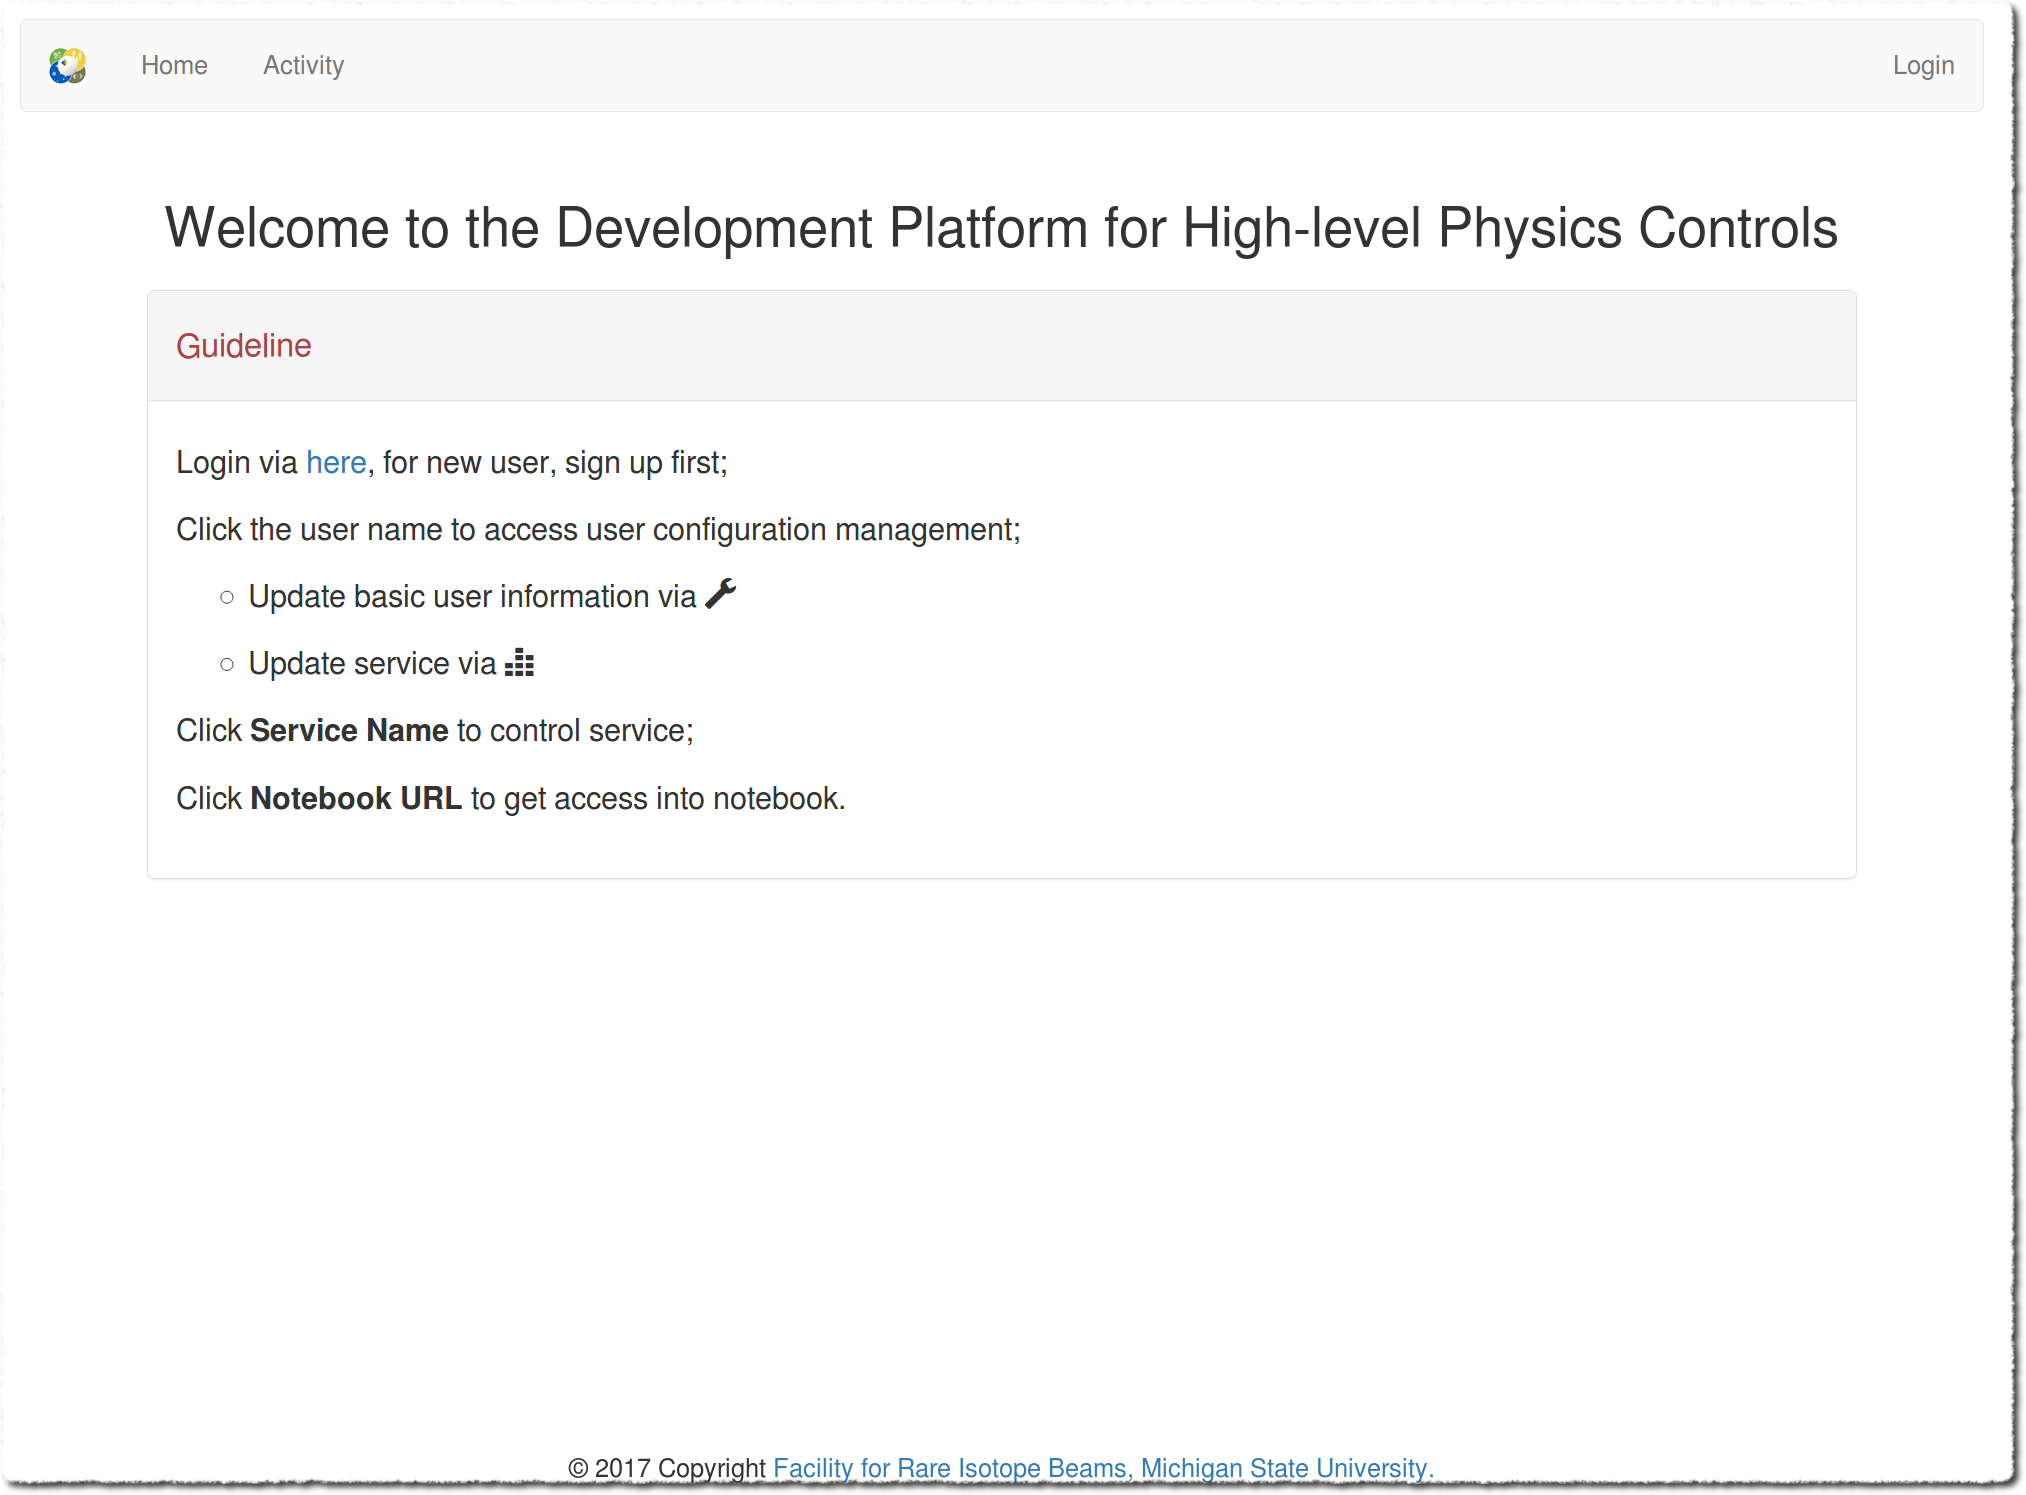 Home Activity Login
Welcome to the Development Platform for High-level Physics Controls
Guideline
Login via here, for new user, sign up first;
Click the user name to access user configuration management;
Update basic user information via
Update service via
Click Service Name to control service;
Click Notebook URL to get access into notebook.
© 2017 Copyright Facility for Rare Isotope Beams, Michigan State University.